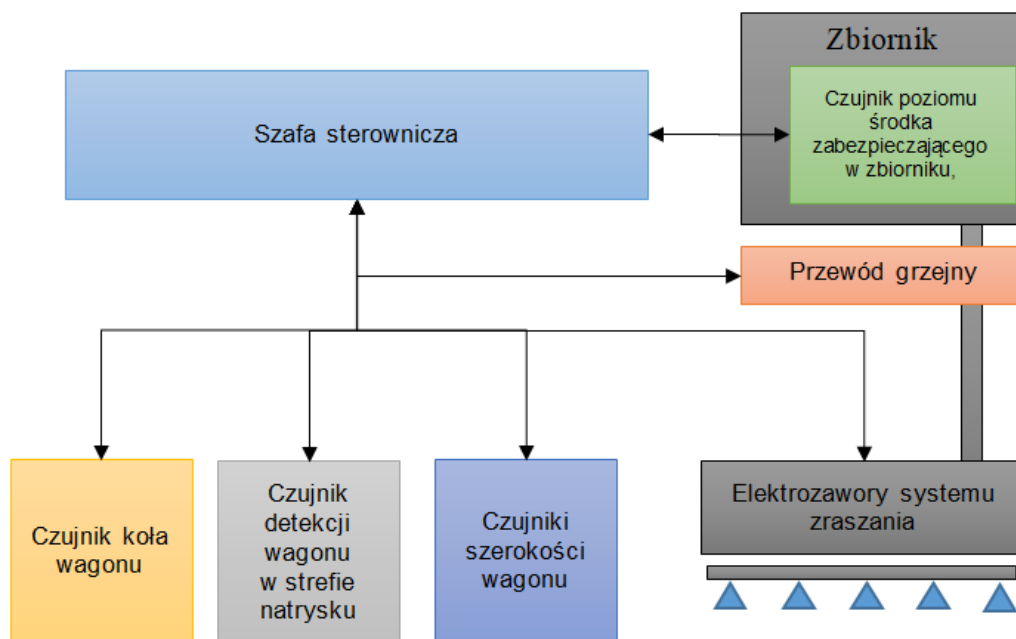 Zbiornik
Czujnik poziomu
środka
zabezpieczającego
w zbiorniku,
Szafa sterownicza
Przewód grzejny
Czujnik koła
wagonu
Czujnik
detekcji
wagonu
w strefie
natrysku
Czujniki
szerokości
wagonu
Elektrozawory systemu
zraszania